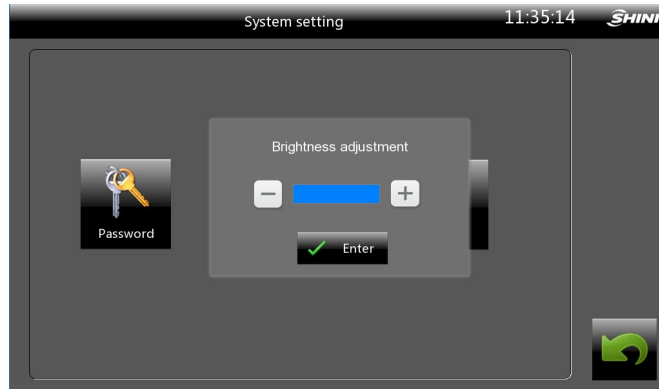 System setting
11:35:14
SHINI
Brightness adjustment
Password
Enter